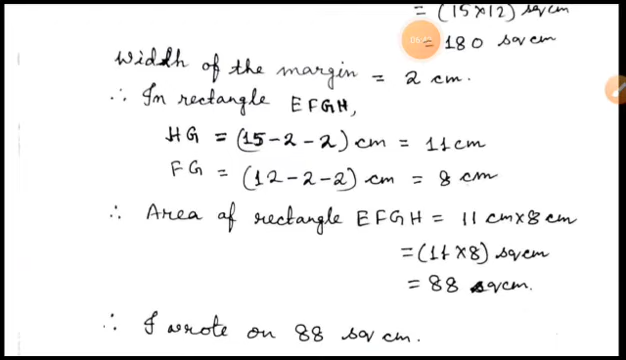 = (15×12) sq cm
= 180 sq cm
Width of the margin = 2 cm.
∴ In rectangle EFGH,
HG = (15-2-2) cm = 11 cm
FG = (12-2-2) cm = 8 cm
∴ Area of rectangle EFGH = 11 cm×8 cm
= (11×8) sq cm
= 88 sq cm.
∴ I wrote on 88 sq cm.